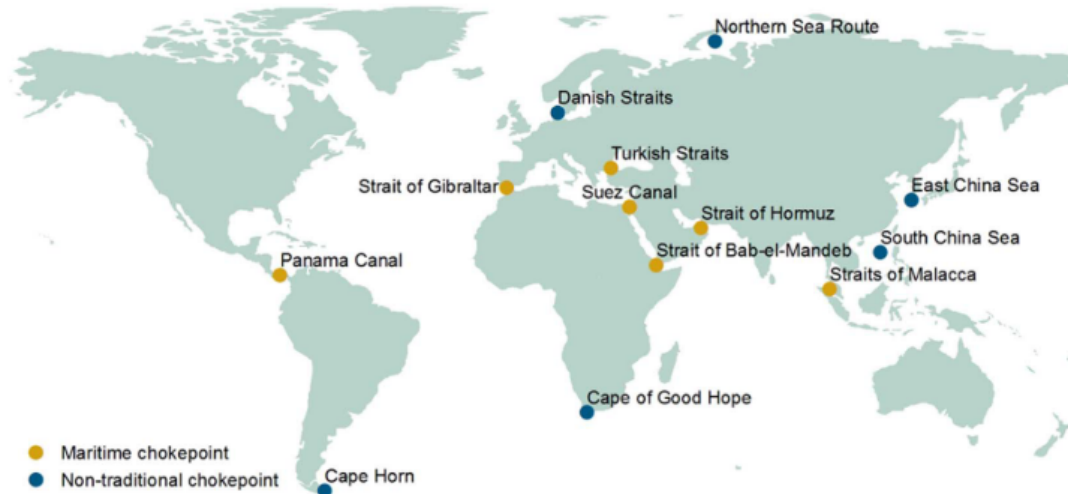 Northern Sea Route
Danish Straits
Turkish Straits
Strait of Gibraltar
Suez Canal
East China Sea
Strait of Hormuz
South China Sea
Strait of Bab-el-Mandeb
Panama Canal
Straits of Malacca
Cape of Good Hope
Maritime chokepoint
Cape Horn
Non-traditional chokepoint